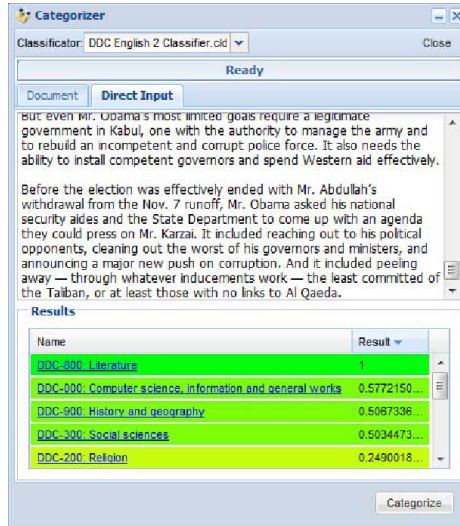 Categorizer
Classificator: DDC English 2 Classifier.cld
Close
Ready
Document
Direct Input
But even Mr. Obama's most limited goals require a legitimate
government in Kabul, one with the authority to manage the army and
to rebuild an incompetent and corrupt police force. It also needs the
ability to install competent governors and spend Western aid effectively.
Before the election was effectively ended with Mr. Abdullah's
withdrawal from the Nov. 7 runoff, Mr. Obama asked his national
security aides and the State Department to come up with an agenda
they could press on Mr. Karzai. It included reaching out to his political
opponents, cleaning out the worst of his governors and ministers, and
announcing a major new push on corruption. And it included peeling
away — through whatever inducements work — the least committed of
the Taliban, or at least those with no links to Al Qaeda.
Results
Name Result
DDC-800: Literature 1
DDC-000: Computer science, information and general works 0.5772150...
DDC-900: History and geography 0.5067336...
DDC-300: Social sciences 0.5034473...
DDC-200: Religion 0.2490018...
Categorize